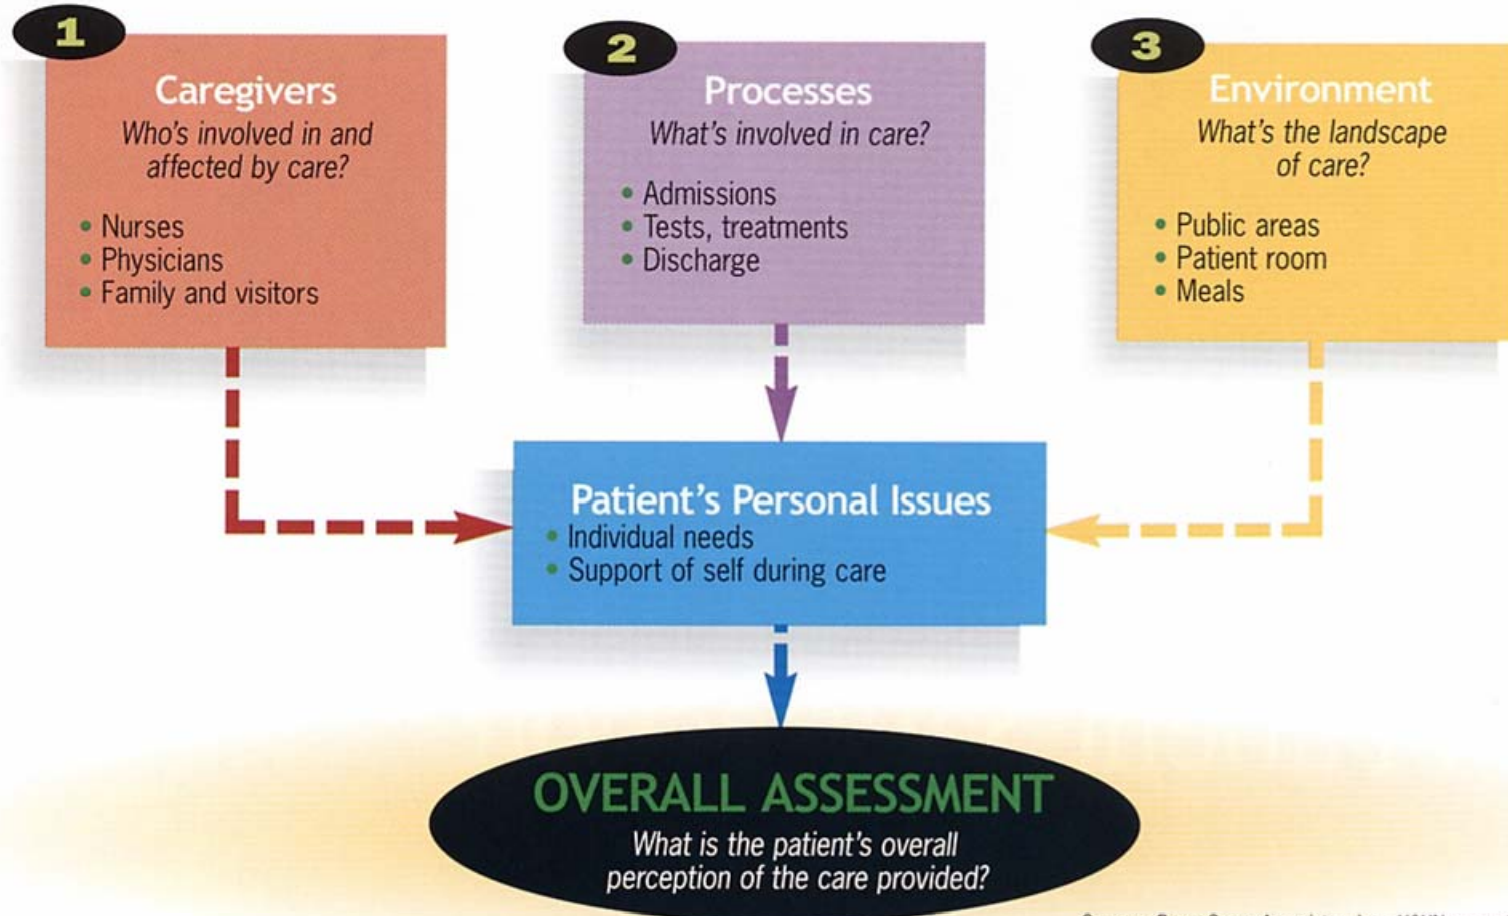 1
Caregivers
Who's involved in and
affected by care?
• Nurses
• Physicians
• Family and visitors
2
Processes
What's involved in care?
• Admissions
• Tests, treatments
• Discharge
3
Environment
What's the landscape
of care?
• Public areas
• Patient room
• Meals
Patient's Personal Issues
• Individual needs
• Support of self during care
OVERALL ASSESSMENT
What is the patient's overall
perception of the care provided?